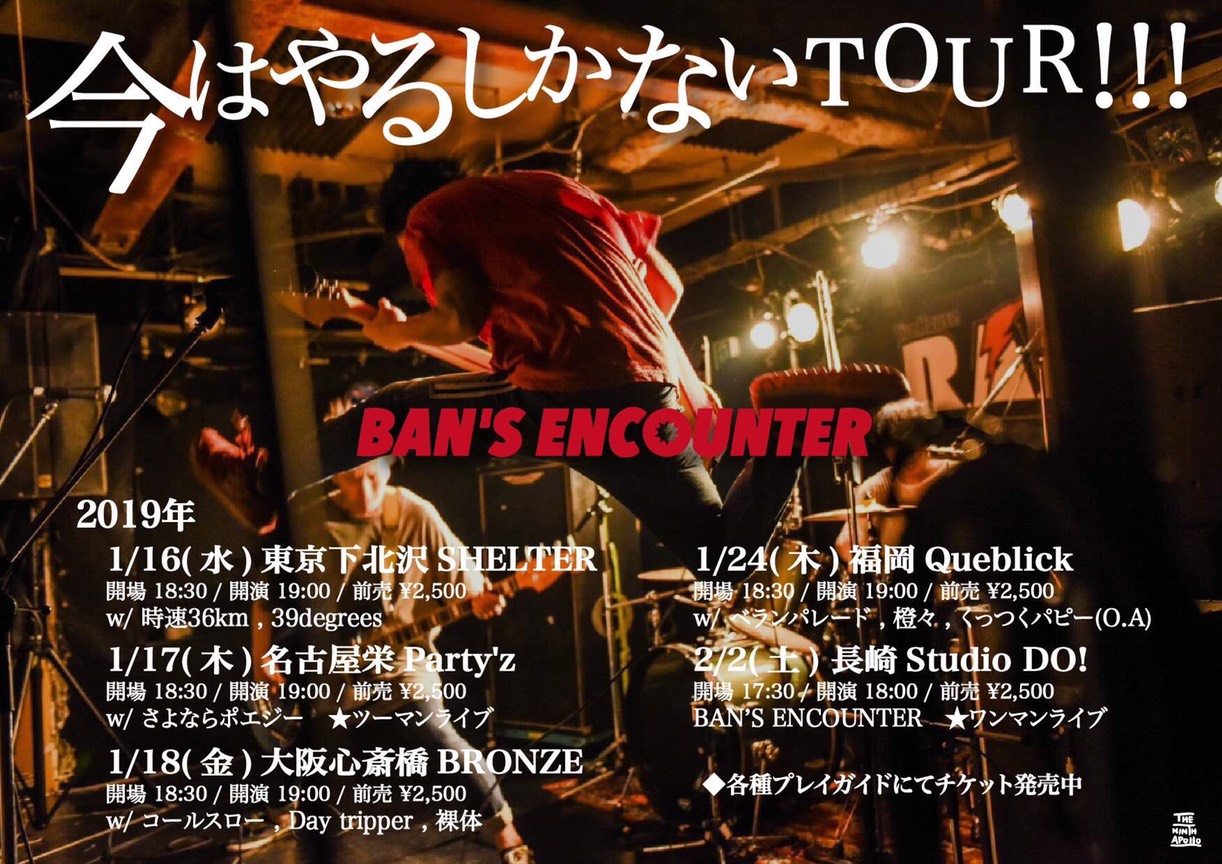 今はやるしかないTOUR!!!
BAN'S ENCOUNTER
2019年
1/16(水)東京下北沢 SHELTER
開場 18:30 / 開演 19:00 / 前売 ¥2,500
w/ 時速36km , 39degrees
1/17(木)名古屋栄 Party'z
開場 18:30 / 開演 19:00 / 前売 ¥2,500
w/ さよならポエジー ★ツーマンライブ
1/18(金)大阪心斎橋 BRONZE
開場 18:30 / 開演 19:00 / 前売 ¥2,500
w/ コールスロー , Day tripper , 裸体
1/24(木)福岡 Queblick
開場 18:30 / 開演 19:00 / 前売 ¥2,500
w/ ベランパレード , 橙々 , くっつくパピー(O.A)
2/2(土)長崎 Studio DO!
開場 17:30 / 開演 18:00 / 前売 ¥2,500
BAN'S ENCOUNTER ★ワンマンライブ
◆各種プレイガイドにてチケット発売中
THE
NINTH
APOLLO